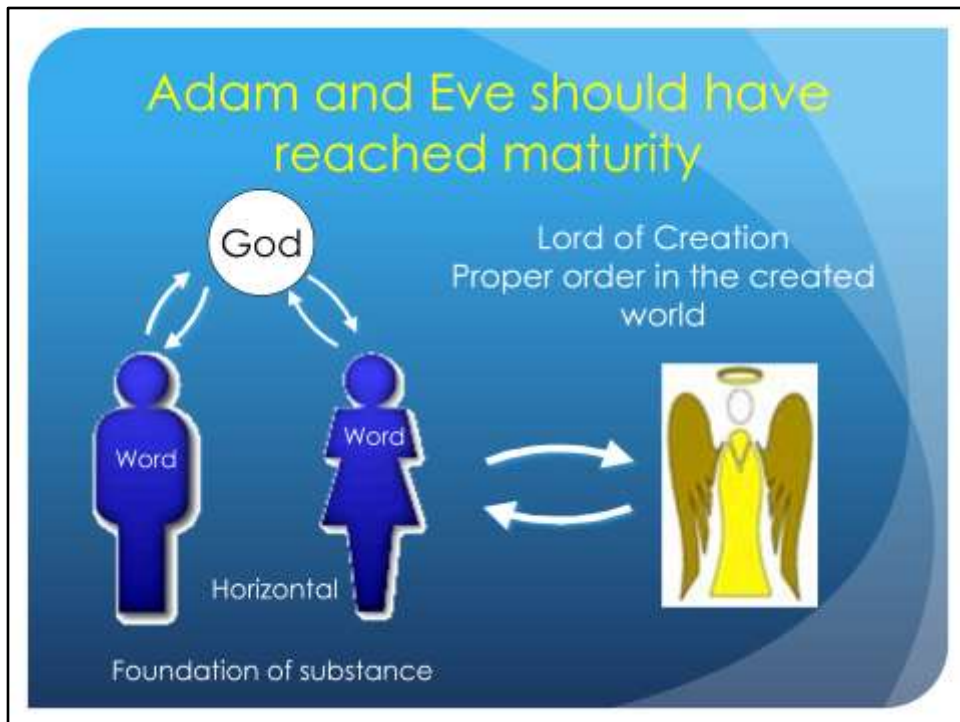 Adam and Eve should have
reached maturity
God
Lord of Creation
Proper order in the created
world
Word
Word
Horizontal
Foundation of substance